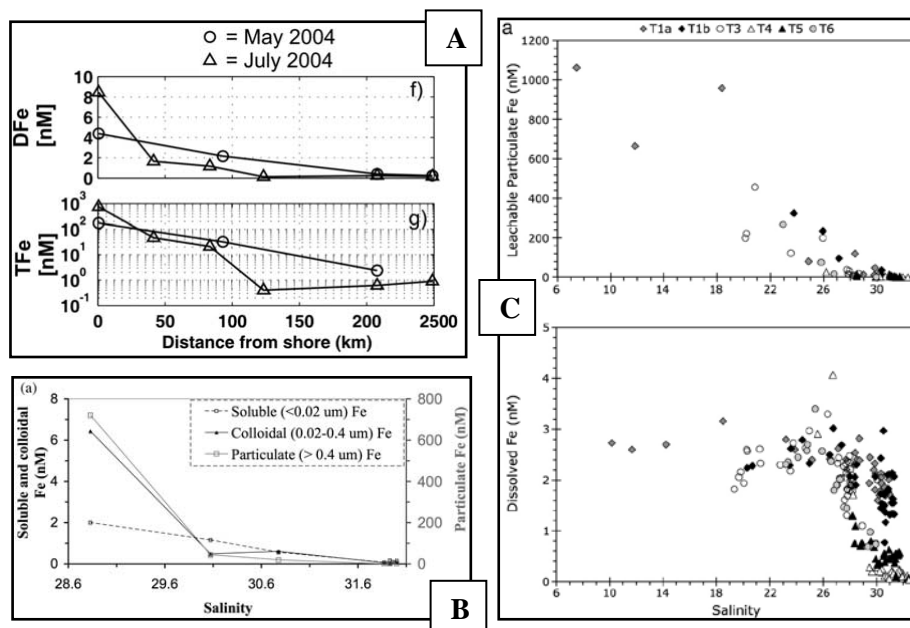 = May 2004
= July 2004
A
f)
DFe
[nM]
10
8
6
4
2
0
g)
TFe
[nM]
10³
10²
10¹
10⁰
10⁻¹
0 50 100 150 200 2500
Distance from shore (km)
(a)
Soluble and colloidal
Fe (nM)
8
6
4
2
0
Soluble (<0.02 um) Fe
Colloidal (0.02-0.4 um) Fe
Particulate (> 0.4 um) Fe
800
600
400
200
0
Particulate Fe (nM)
28.6 29.6 30.6 31.6
Salinity
B
a
T1a T1b T3 T4 T5 T6
Leachable Particulate Fe (nM)
1200
1000
800
600
400
200
0
6 10 14 18 22 26 30
C
Dissolved Fe (nM)
5
4
3
2
1
0
6 10 14 18 22 26 30
Salinity